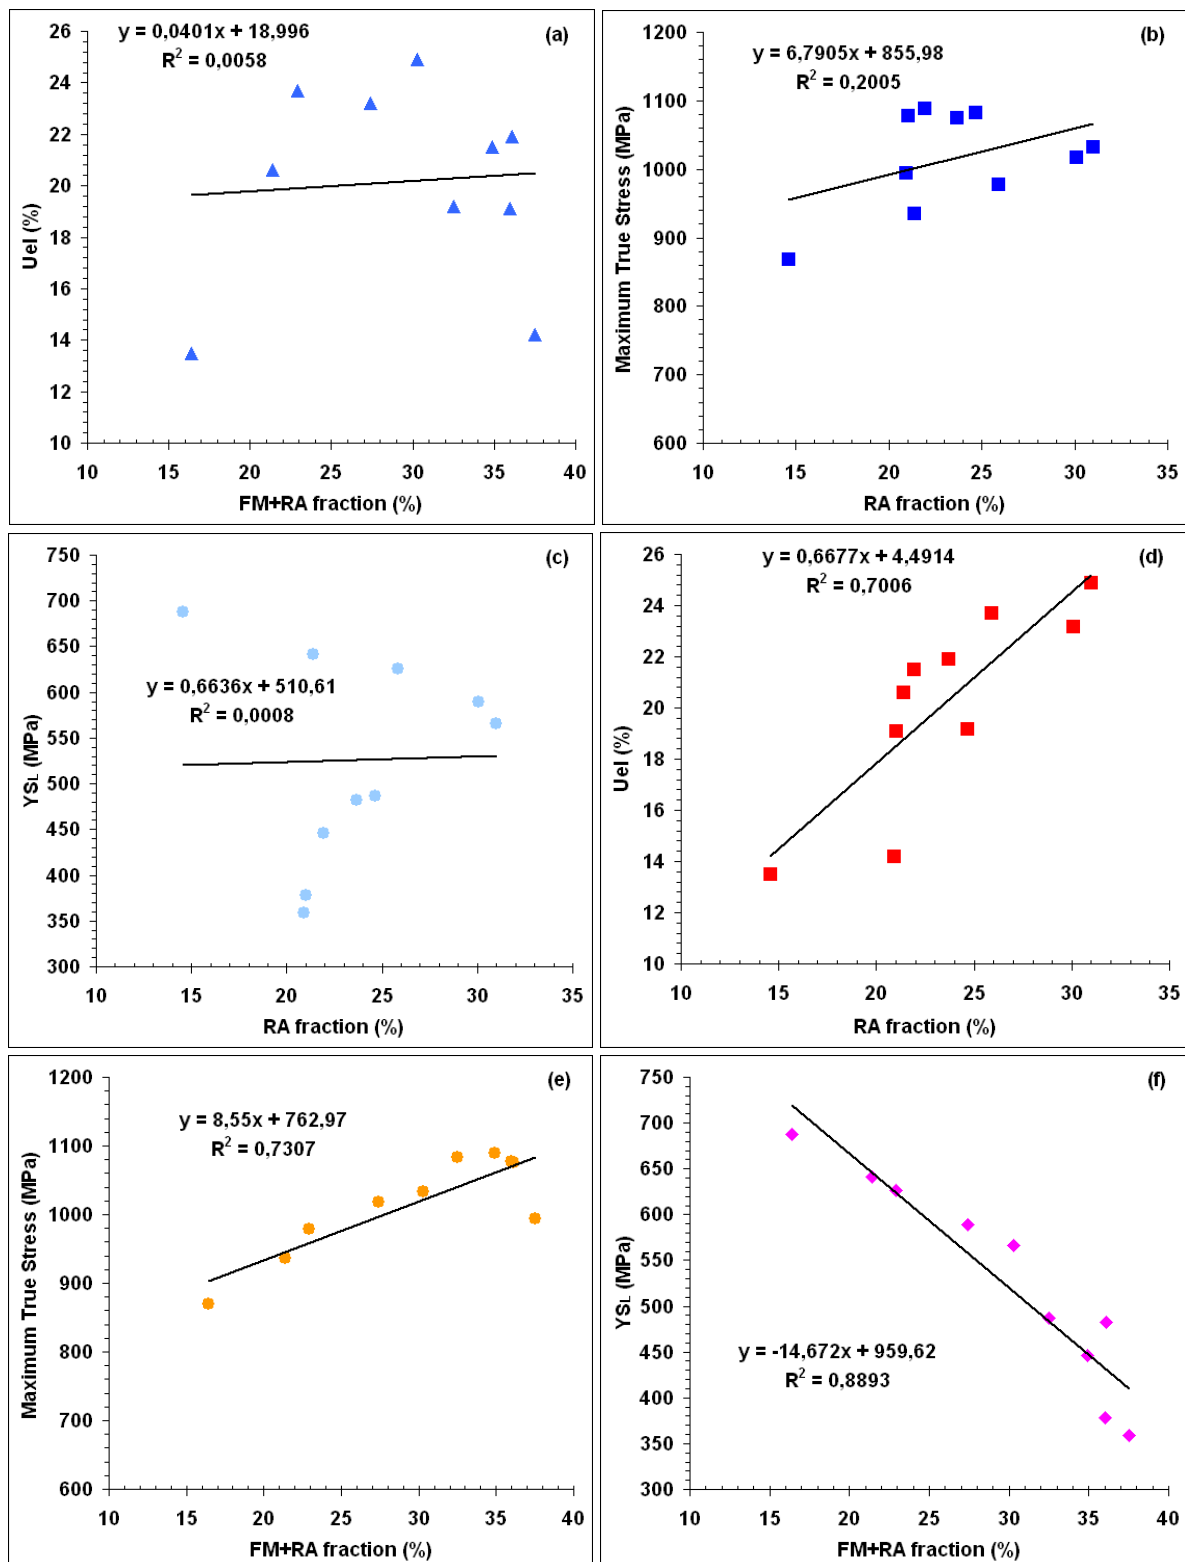 y = 0,0401x + 18,996
R² = 0,0058
(a)
26
24
22
20
18
16
14
12
10
Uel (%)
10 15 20 25 30 35 40
FM+RA fraction (%)
y = 6,7905x + 855,98
R² = 0,2005
(b)
1200
1100
1000
900
800
700
600
Maximum True Stress (MPa)
10 15 20 25 30 35
RA fraction (%)
(c)
750
700
650
600
550
500
450
400
350
300
y = 0,6636x + 510,61
R² = 0,0008
YSL (MPa)
10 15 20 25 30 35
RA fraction (%)
y = 0,6677x + 4,4914
R² = 0,7006
(d)
26
24
22
20
18
16
14
12
10
Uel (%)
10 15 20 25 30 35
RA fraction (%)
(e)
y = 8,55x + 762,97
R² = 0,7307
1200
1100
1000
900
800
700
600
Maximum True Stress (MPa)
10 15 20 25 30 35 40
FM+RA fraction (%)
(f)
750
700
650
600
550
500
450
400
350
300
y = -14,672x + 959,62
R² = 0,8893
YSL (MPa)
10 15 20 25 30 35 40
FM+RA fraction (%)